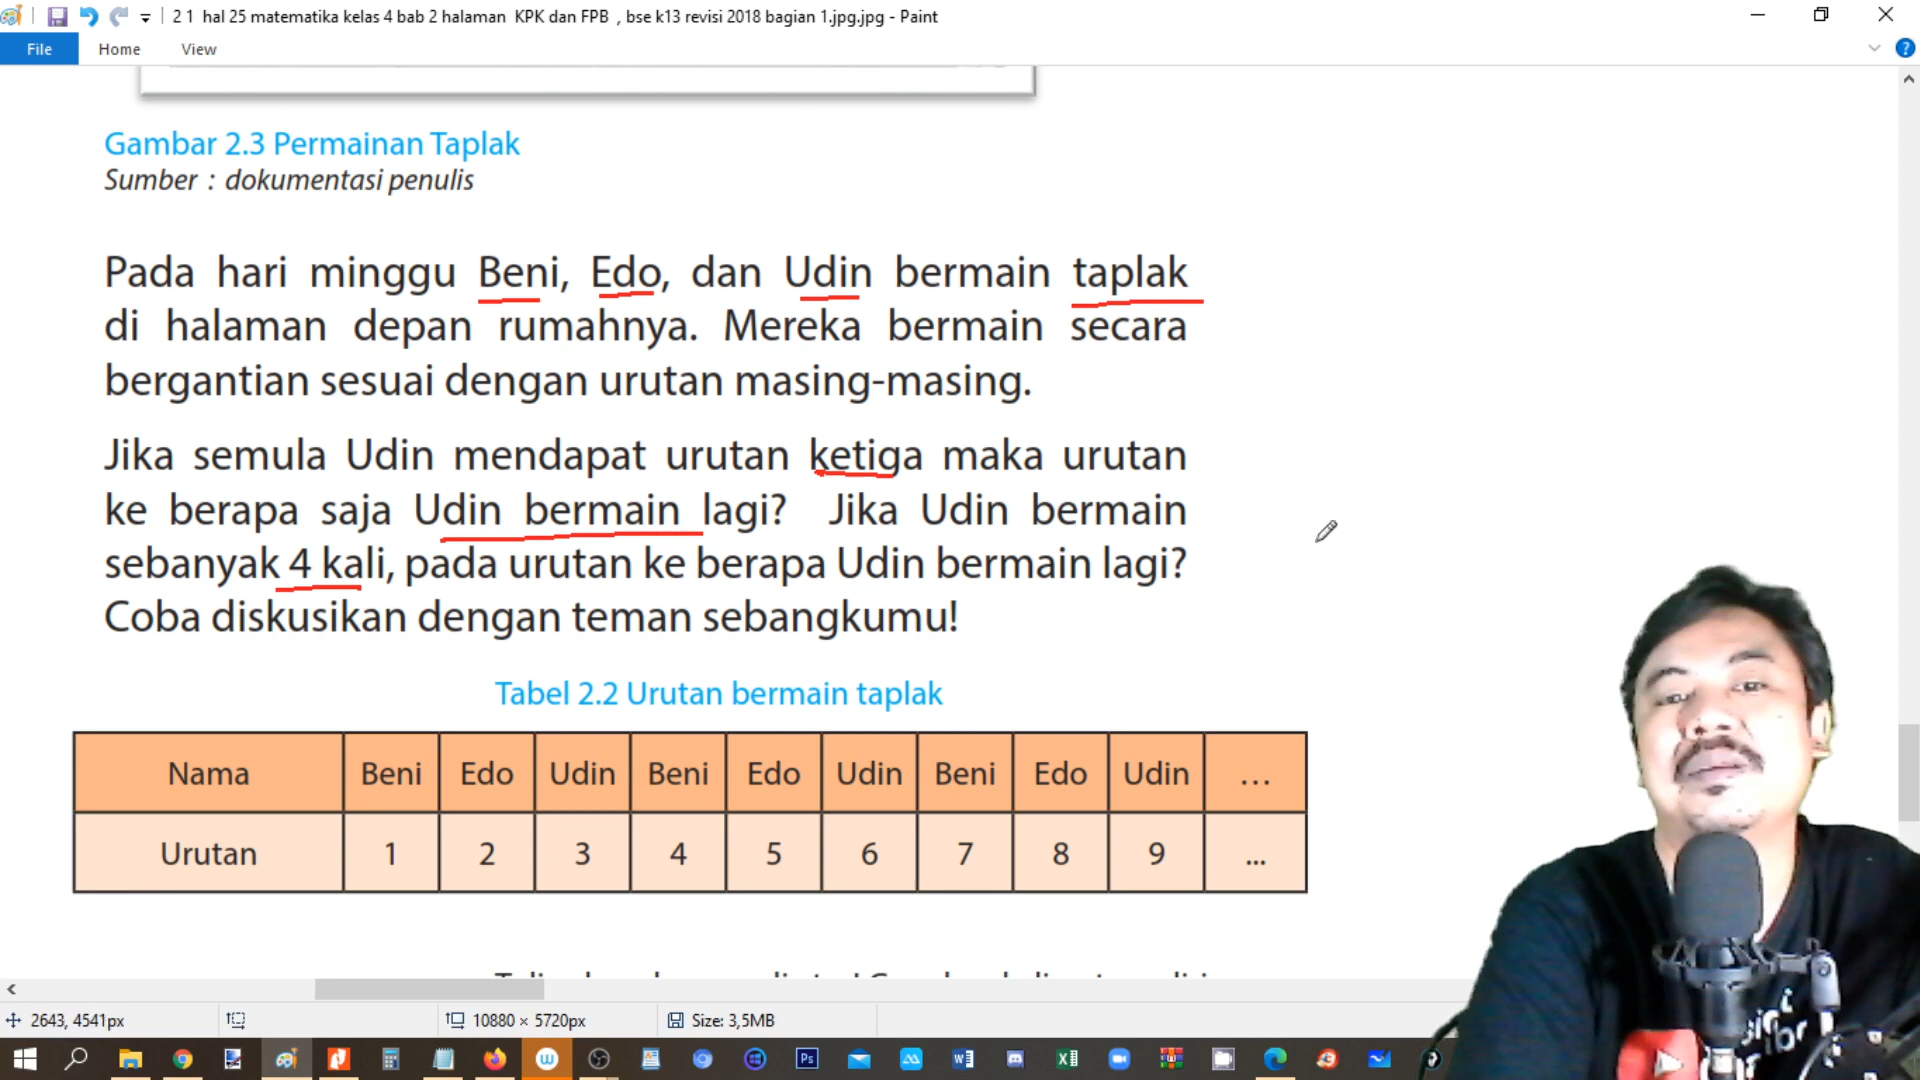 2 1 hal 25 matematika kelas 4 bab 2 halaman KPK dan FPB , bse k13 revisi 2018 bagian 1.jpg.jpg - Paint
File Home View
Gambar 2.3 Permainan Taplak
Sumber : dokumentasi penulis
Pada hari minggu Beni, Edo, dan Udin bermain taplak
di halaman depan rumahnya. Mereka bermain secara
bergantian sesuai dengan urutan masing-masing.
Jika semula Udin mendapat urutan ketiga maka urutan
ke berapa saja Udin bermain lagi? Jika Udin bermain
sebanyak 4 kali, pada urutan ke berapa Udin bermain lagi?
Coba diskusikan dengan teman sebangkumu!
Tabel 2.2 Urutan bermain taplak
Nama Beni Edo Udin Beni Edo Udin Beni Edo Udin ...
Urutan 1 2 3 4 5 6 7 8 9 ...
2643, 4541px 10880 × 5720px Size: 3,5MB